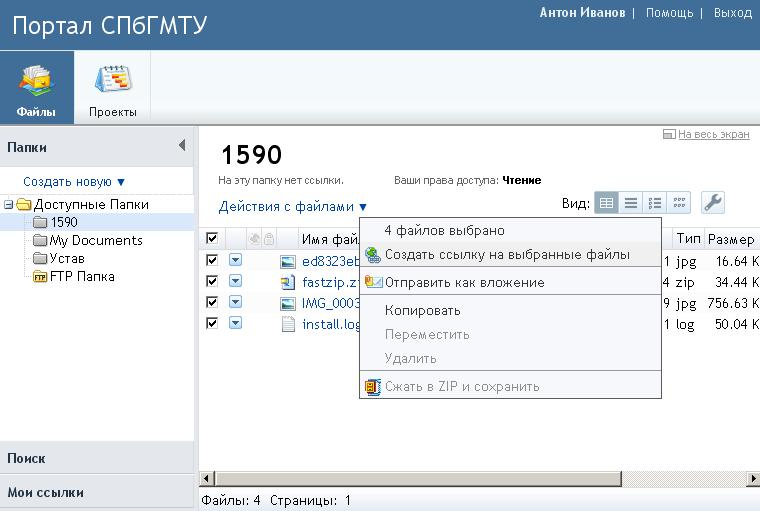 Портал СПбГМТУ
Антон Иванов | Помощь | Выход
Файлы
Проекты
Папки
На весь экран
1590
На эту папку нет ссылки. Ваши права доступа: Чтение
Создать новую ▼
Действия с файлами ▼
Вид:
Доступные Папки
1590
My Documents
Устав
FTP Папка
Имя фай
Тип Размер
ed8323eb 1 jpg 16.64 K
fastzip.z 4 zip 34.44 K
IMG_0003 9 jpg 756.63 K
install.log 1 log 50.04 K
4 файлов выбрано
Создать ссылку на выбранные файлы
Отправить как вложение
Копировать
Переместить
Удалить
Сжать в ZIP и сохранить
Поиск
Мои ссылки
Файлы: 4 Страницы: 1